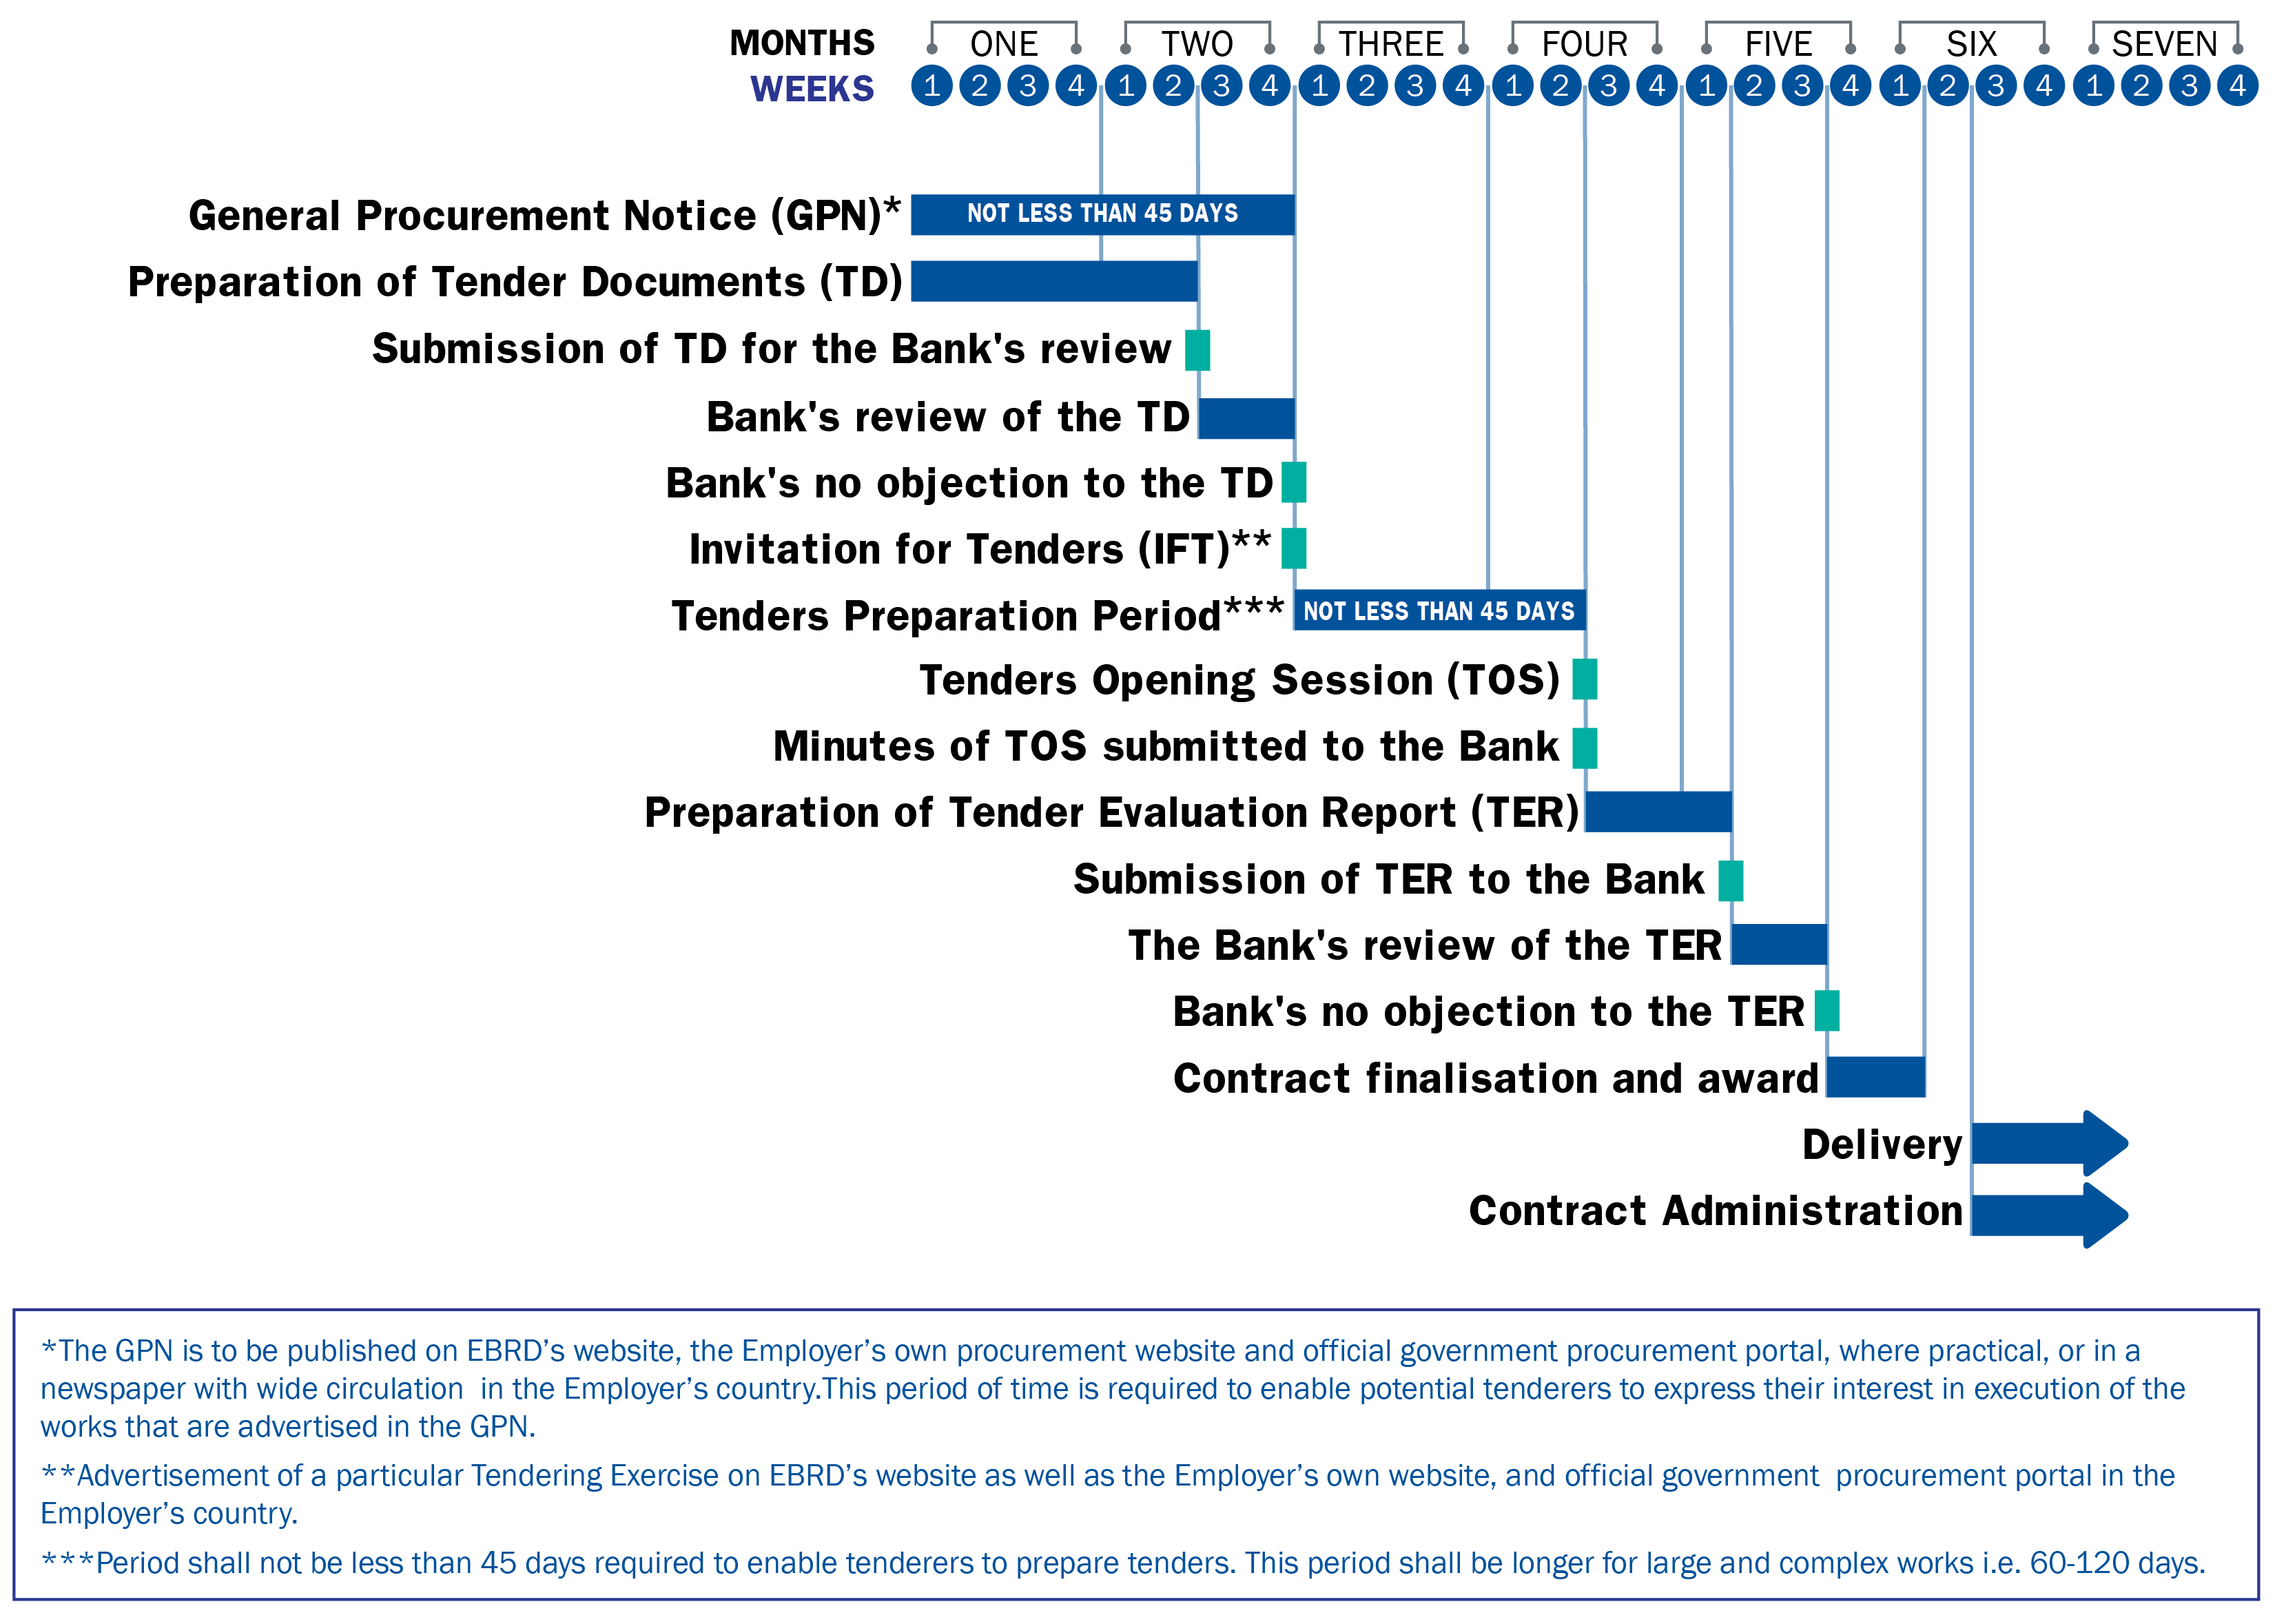 MONTHS ONE TWO THREE FOUR FIVE SIX SEVEN
WEEKS 1 2 3 4 1 2 3 4 1 2 3 4 1 2 3 4 1 2 3 4 1 2 3 4 1 2 3 4
General Procurement Notice (GPN)* NOT LESS THAN 45 DAYS
Preparation of Tender Documents (TD)
Submission of TD for the Bank's review
Bank's review of the TD
Bank's no objection to the TD
Invitation for Tenders (IFT)**
Tenders Preparation Period*** NOT LESS THAN 45 DAYS
Tenders Opening Session (TOS)
Minutes of TOS submitted to the Bank
Preparation of Tender Evaluation Report (TER)
Submission of TER to the Bank
The Bank's review of the TER
Bank's no objection to the TER
Contract finalisation and award
Delivery
Contract Administration
*The GPN is to be published on EBRD’s website, the Employer’s own procurement website and official government procurement portal, where practical, or in a
newspaper with wide circulation in the Employer’s country.This period of time is required to enable potential tenderers to express their interest in execution of the
works that are advertised in the GPN.
**Advertisement of a particular Tendering Exercise on EBRD’s website as well as the Employer’s own website, and official government procurement portal in the
Employer’s country.
***Period shall not be less than 45 days required to enable tenderers to prepare tenders. This period shall be longer for large and complex works i.e. 60-120 days.